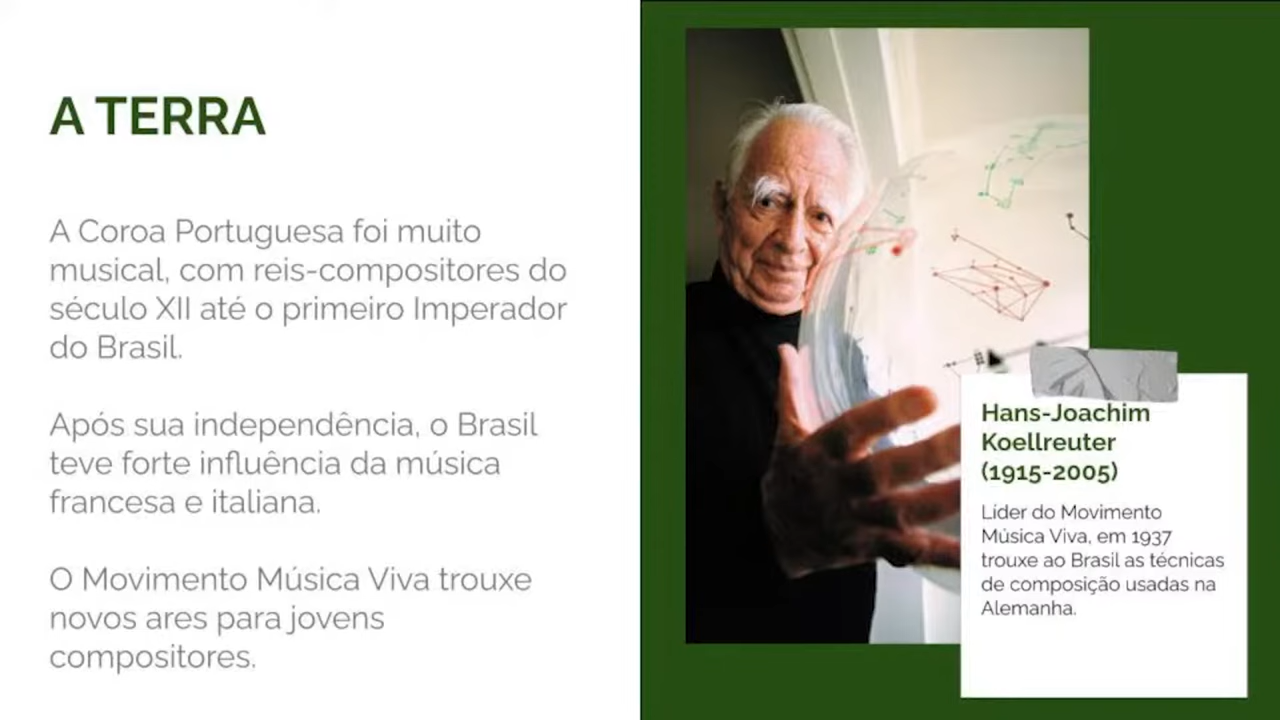 A TERRA
A Coroa Portuguesa foi muito
musical, com reis-compositores do
século XII até o primeiro Imperador
do Brasil.
Após sua independência, o Brasil
teve forte influência da música
francesa e italiana.
O Movimento Música Viva trouxe
novos ares para jovens
compositores.
Hans-Joachim
Koellreuter
(1915-2005)
Líder do Movimento
Música Viva, em 1937
trouxe ao Brasil as técnicas
de composição usadas na
Alemanha.